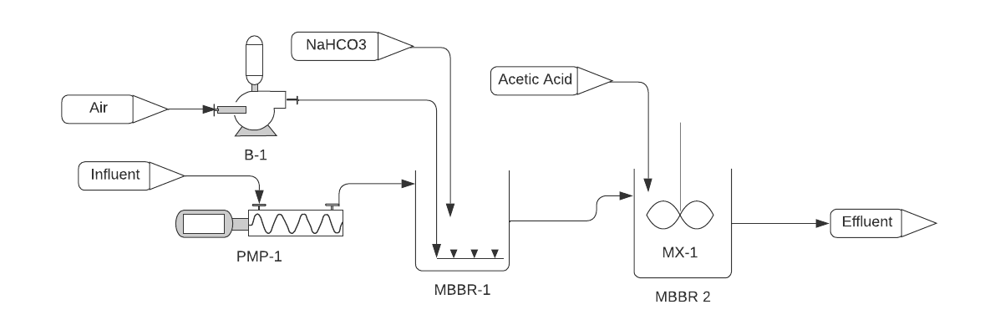 NaHCO3
Acetic Acid
Air
B-1
Influent
PMP-1
MBBR-1
MX-1
MBBR 2
Effluent